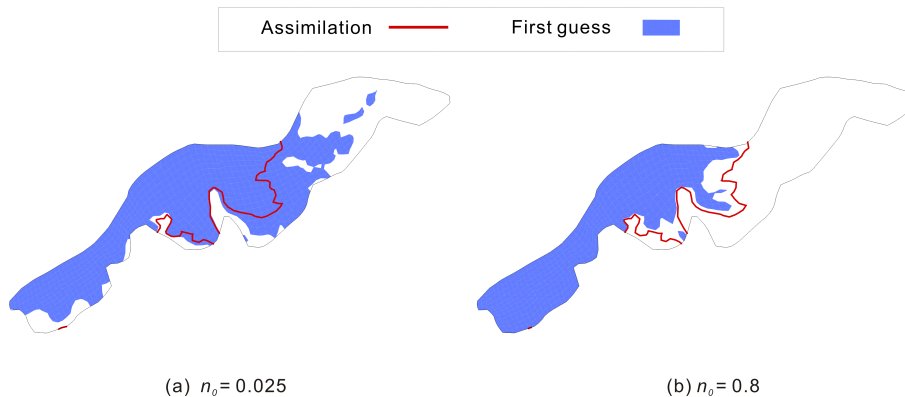 Assimilation First guess
(a) n₀ = 0.025 (b) n₀ = 0.8